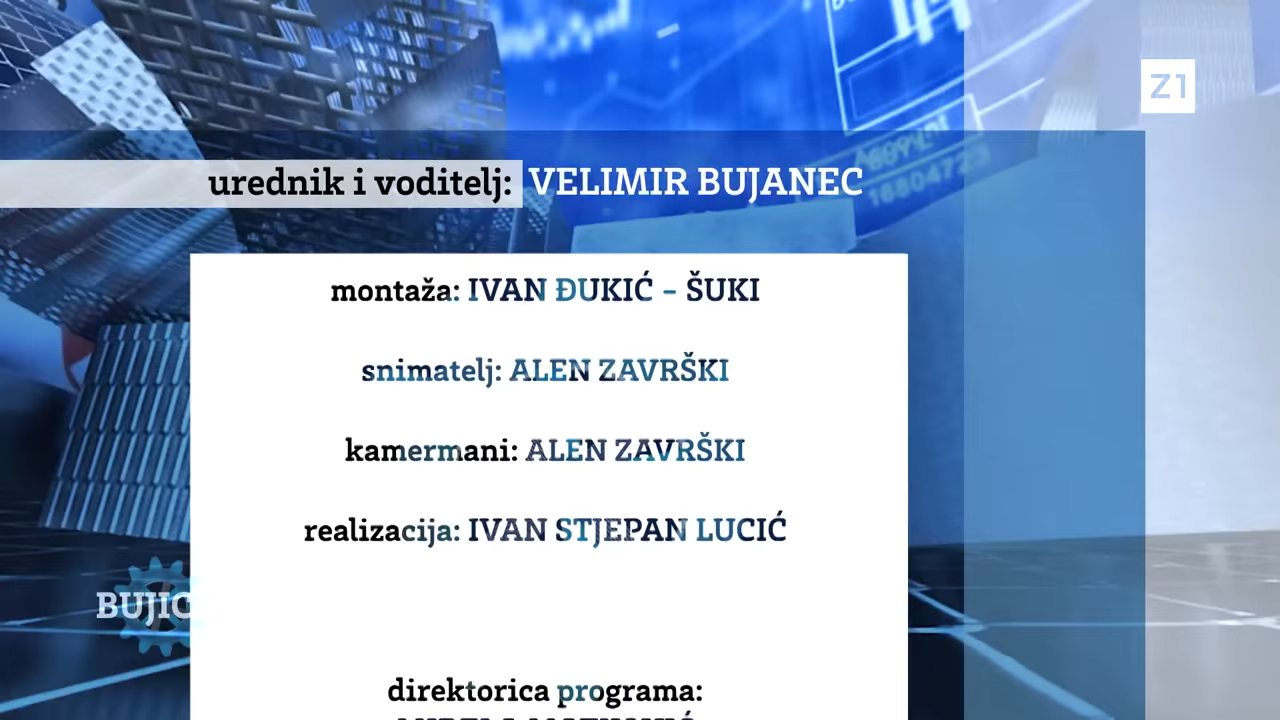 Z1
urednik i voditelj: VELIMIR BUJANEC
montaža: IVAN ĐUKIĆ – ŠUKI
snimatelj: ALEN ZAVRŠKI
kamermani: ALEN ZAVRŠKI
realizacija: IVAN STJEPAN LUCIĆ
BUJIC
direktorica programa: